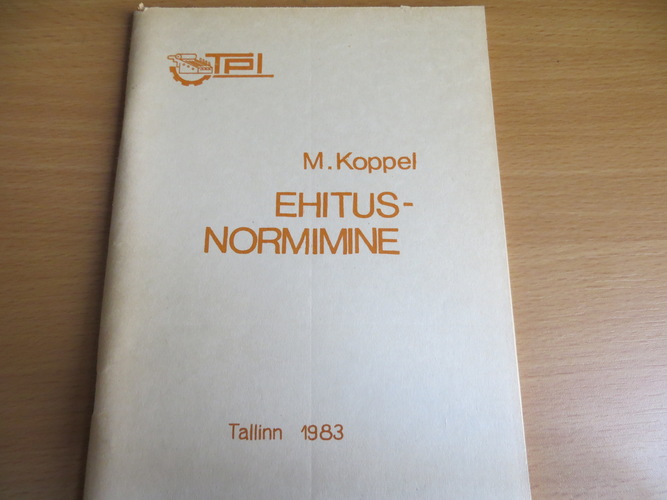 TPI
M. Koppel
EHITUS-
NORMIMINE
Tallinn 1983